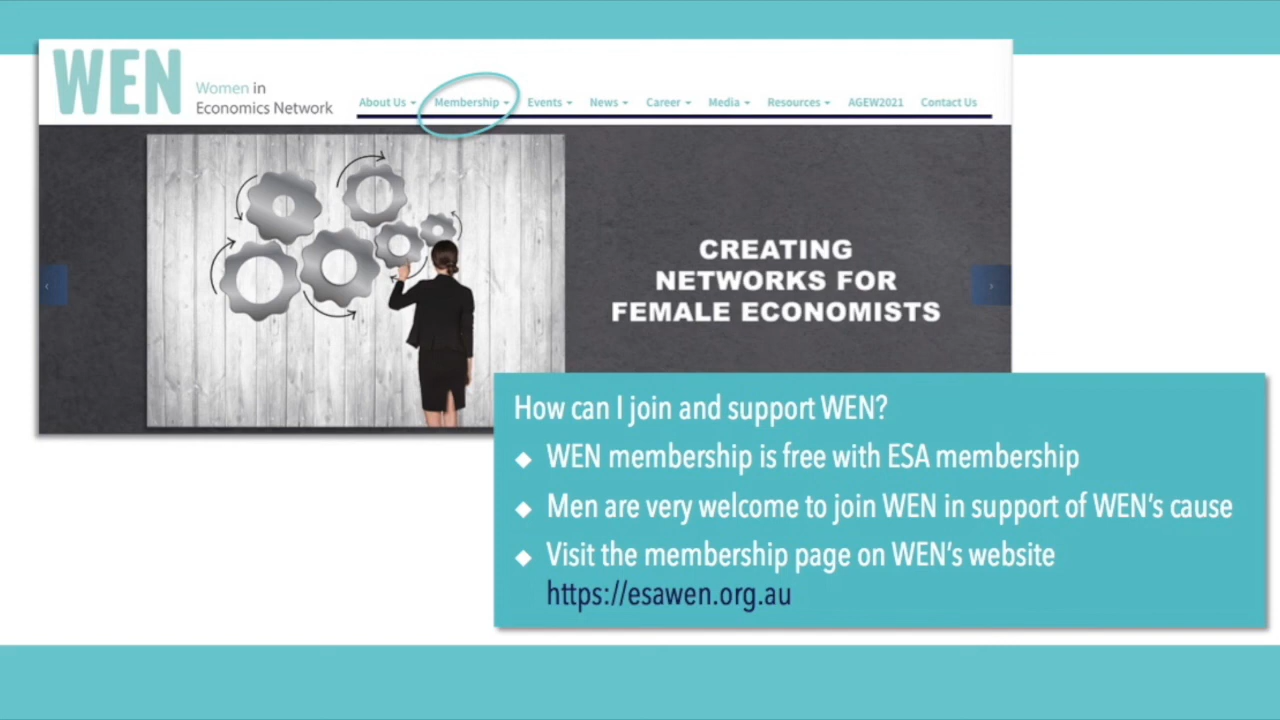 WEN
Women in
Economics Network
About Us Membership Events News Career Media Resources AGEW2021 Contact Us
CREATING
NETWORKS FOR
FEMALE ECONOMISTS
How can I join and support WEN?
◆ WEN membership is free with ESA membership
◆ Men are very welcome to join WEN in support of WEN's cause
◆ Visit the membership page on WEN's website
https://esawen.org.au